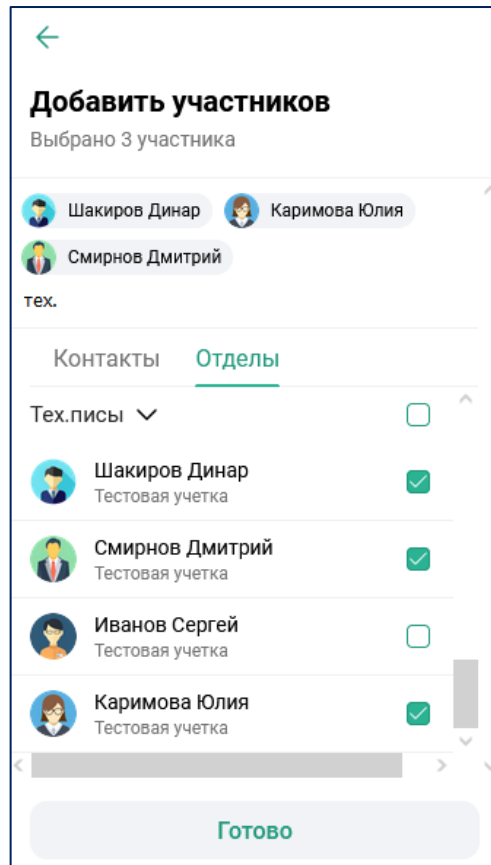 Добавить участников
Выбрано 3 участника
Шакиров Динар Каримова Юлия
Смирнов Дмитрий
тех.
Контакты Отделы
Тех.писы
Шакиров Динар
Тестовая учетка
Смирнов Дмитрий
Тестовая учетка
Иванов Сергей
Тестовая учетка
Каримова Юлия
Тестовая учетка
Готово